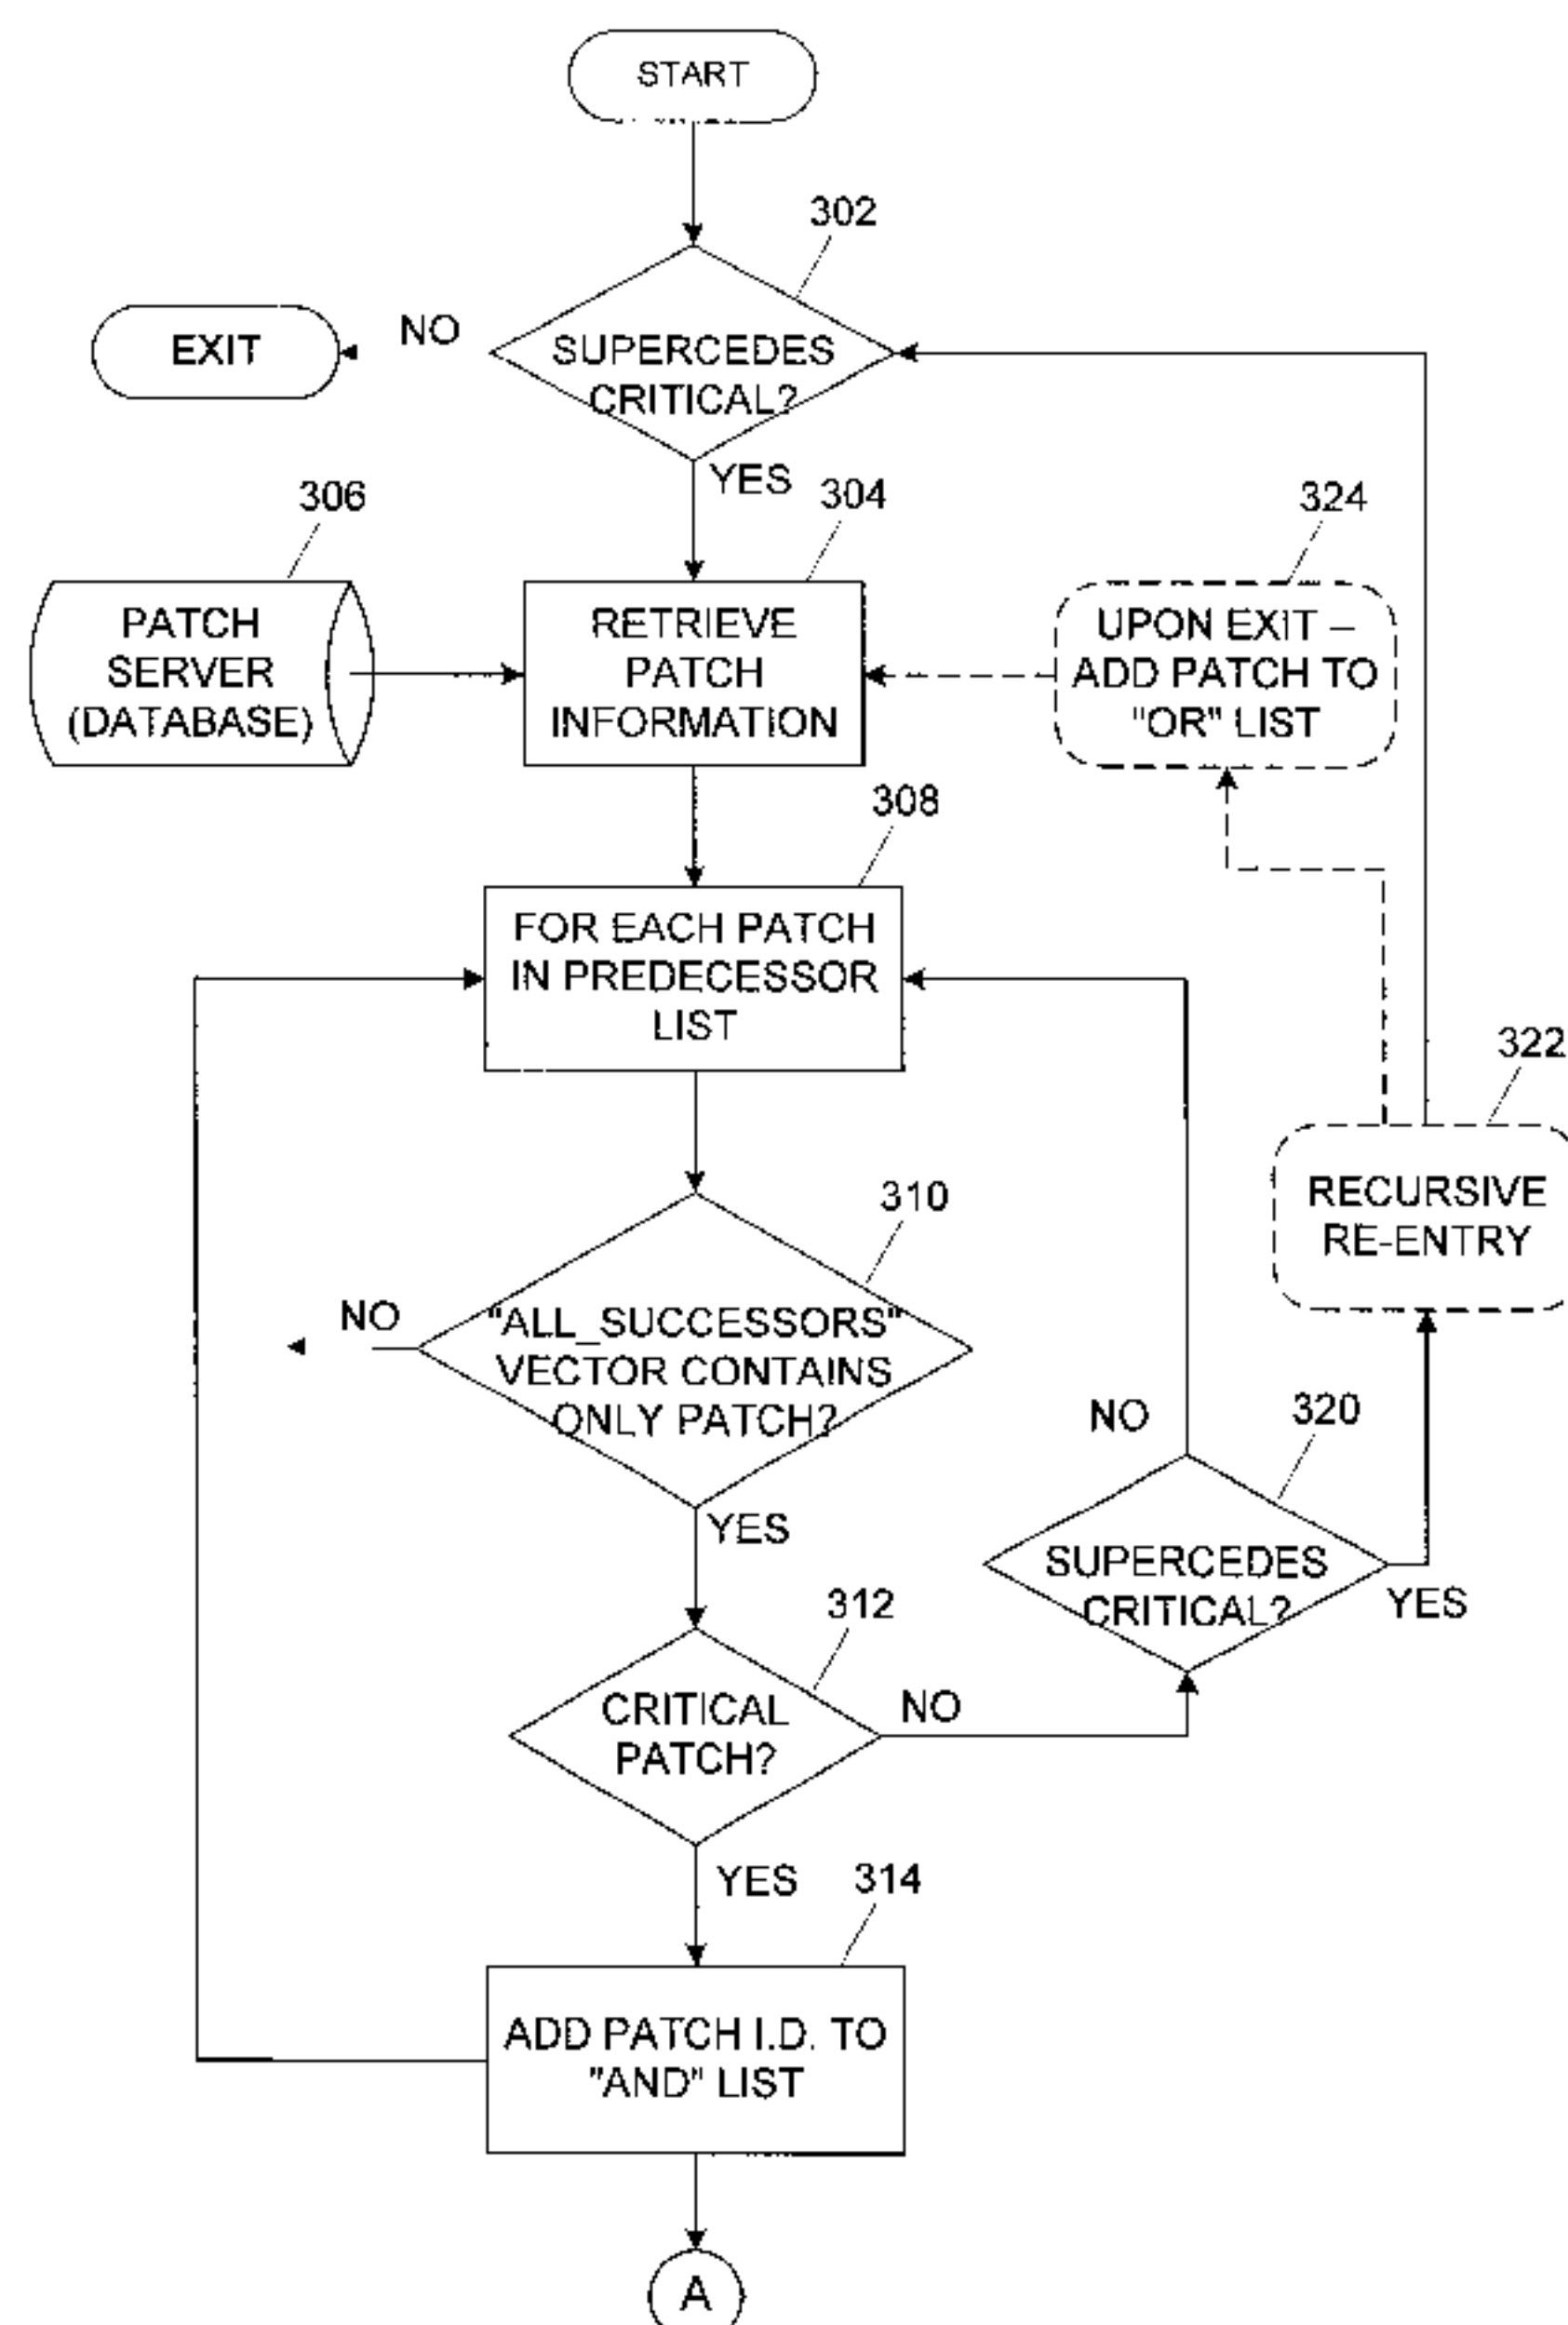 START
302
SUPERCEDES
CRITICAL?
NO
EXIT
YES
304
306
324
PATCH
SERVER
(DATABASE)
RETRIEVE
PATCH
INFORMATION
UPON EXIT –
ADD PATCH TO
"OR" LIST
308
FOR EACH PATCH
IN PREDECESSOR
LIST
322
RECURSIVE
RE-ENTRY
310
NO
"ALL_SUCCESSORS"
VECTOR CONTAINS
ONLY PATCH?
YES
NO
320
SUPERCEDES
CRITICAL?
YES
312
CRITICAL
PATCH?
NO
YES
314
ADD PATCH I.D. TO
"AND" LIST
A